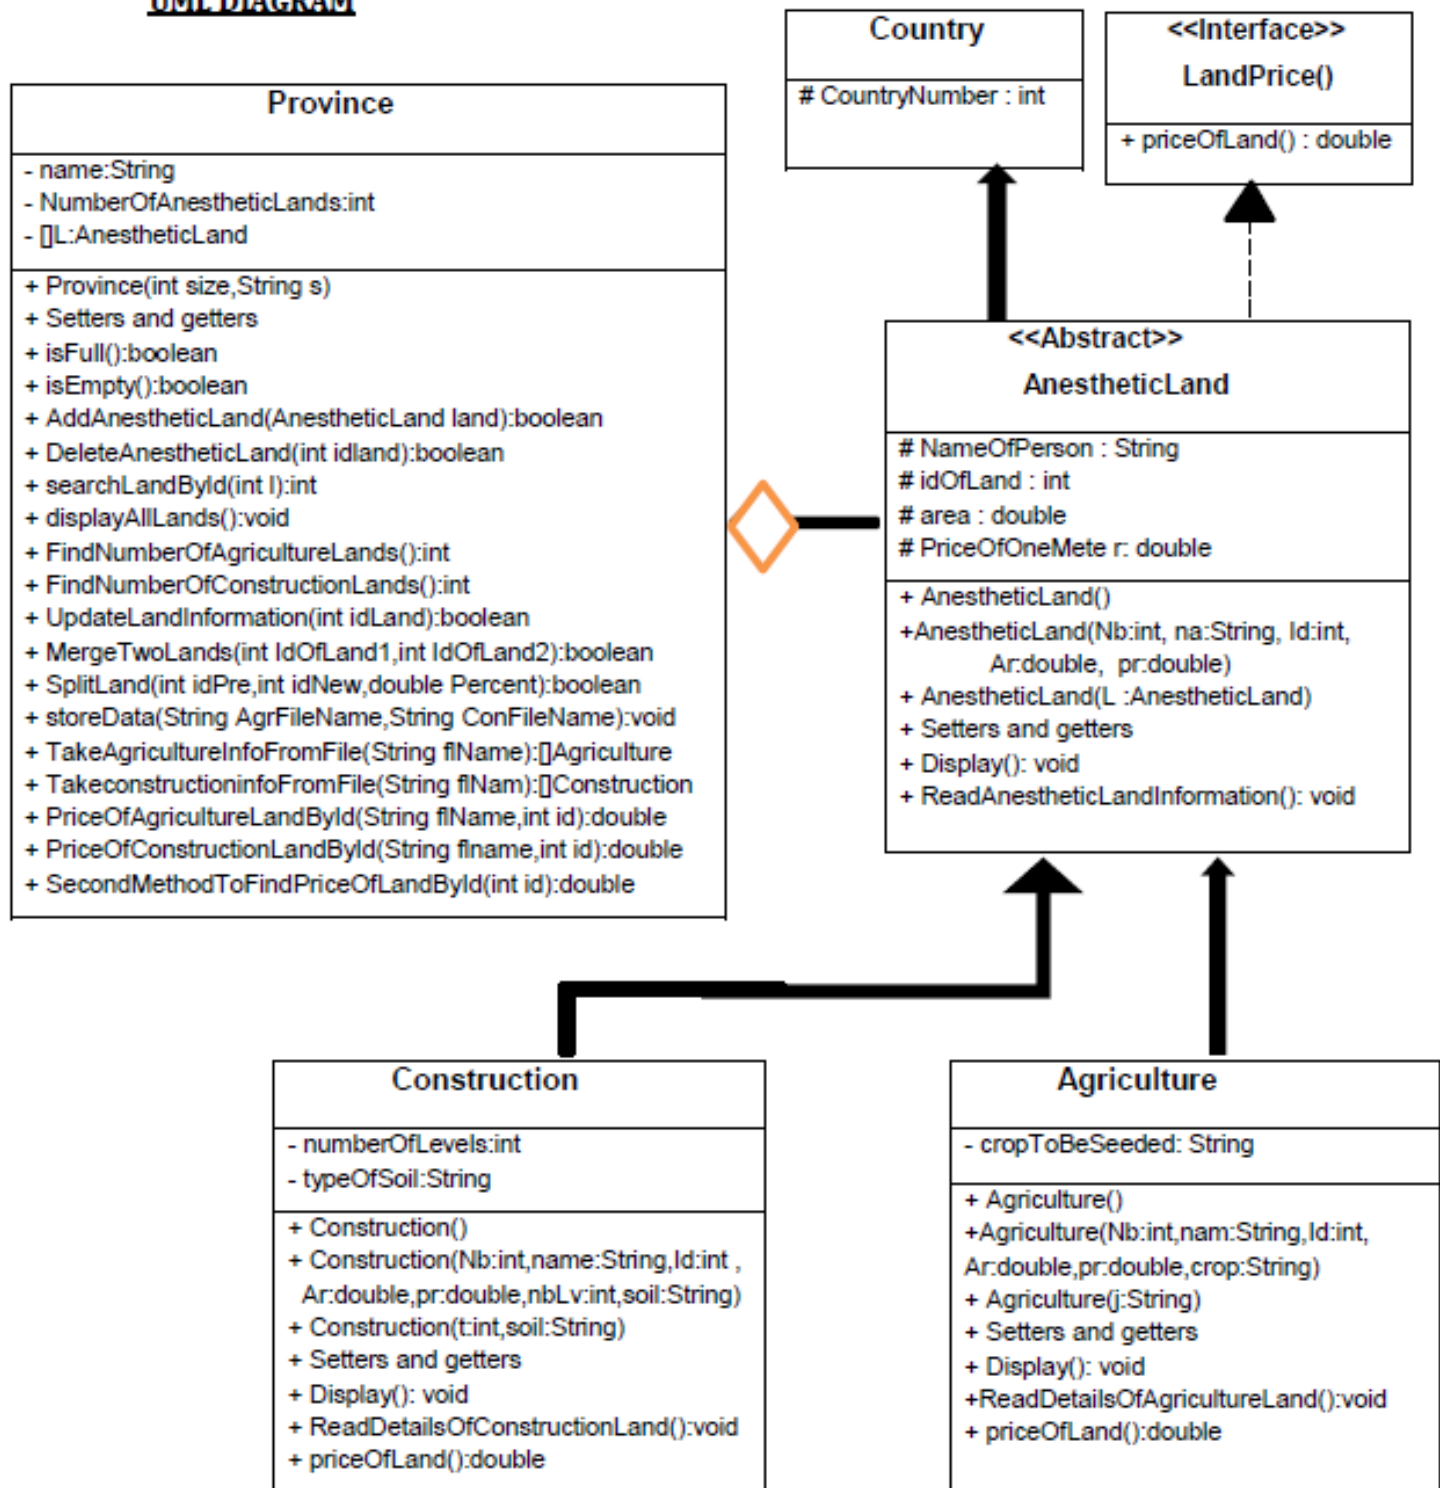 UML DIAGRAM
Province
- name:String
- NumberOfAnestheticLands:int
- []L:AnestheticLand
+ Province(int size,String s)
+ Setters and getters
+ isFull():boolean
+ isEmpty():boolean
+ AddAnestheticLand(AnestheticLand land):boolean
+ DeleteAnestheticLand(int idland):boolean
+ searchLandById(int l):int
+ displayAllLands():void
+ FindNumberOfAgricultureLands():int
+ FindNumberOfConstructionLands():int
+ UpdateLandInformation(int idLand):boolean
+ MergeTwoLands(int IdOfLand1,int IdOfLand2):boolean
+ SplitLand(int idPre,int idNew,double Percent):boolean
+ storeData(String AgrFileName,String ConFileName):void
+ TakeAgricultureInfoFromFile(String flName):[]Agriculture
+ TakeconstructioninfoFromFile(String flNam):[]Construction
+ PriceOfAgricultureLandById(String flName,int id):double
+ PriceOfConstructionLandById(String flname,int id):double
+ SecondMethodToFindPriceOfLandById(int id):double
Country
# CountryNumber : int
<<Interface>>
LandPrice()
+ priceOfLand() : double
<<Abstract>>
AnestheticLand
# NameOfPerson : String
# idOfLand : int
# area : double
# PriceOfOneMete r: double
+ AnestheticLand()
+AnestheticLand(Nb:int, na:String, Id:int,
Ar:double, pr:double)
+ AnestheticLand(L :AnestheticLand)
+ Setters and getters
+ Display(): void
+ ReadAnestheticLandInformation(): void
Construction
- numberOfLevels:int
- typeOfSoil:String
+ Construction()
+ Construction(Nb:int,name:String,Id:int ,
Ar:double,pr:double,nbLv:int,soil:String)
+ Construction(t:int,soil:String)
+ Setters and getters
+ Display(): void
+ ReadDetailsOfConstructionLand():void
+ priceOfLand():double
Agriculture
- cropToBeSeeded: String
+ Agriculture()
+Agriculture(Nb:int,nam:String,Id:int,
Ar:double,pr:double,crop:String)
+ Agriculture(j:String)
+ Setters and getters
+ Display(): void
+ReadDetailsOfAgricultureLand():void
+ priceOfLand():double